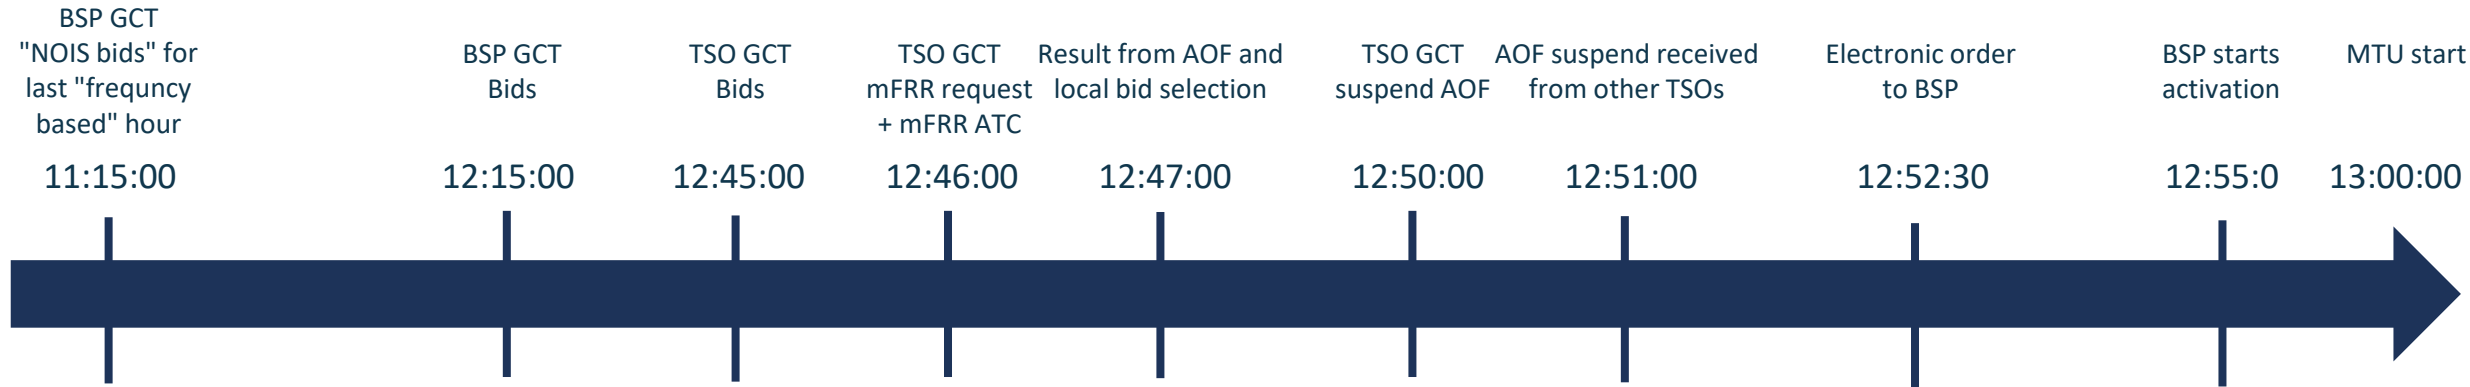 BSP GCT
"NOIS bids" for
last "frequncy
based" hour
11:15:00
BSP GCT
Bids
12:15:00
TSO GCT
Bids
12:45:00
TSO GCT
mFRR request
+ mFRR ATC
12:46:00
Result from AOF and
local bid selection
12:47:00
TSO GCT
suspend AOF
12:50:00
AOF suspend received
from other TSOs
12:51:00
Electronic order
to BSP
12:52:30
BSP starts
activation
12:55:0
MTU start
13:00:00